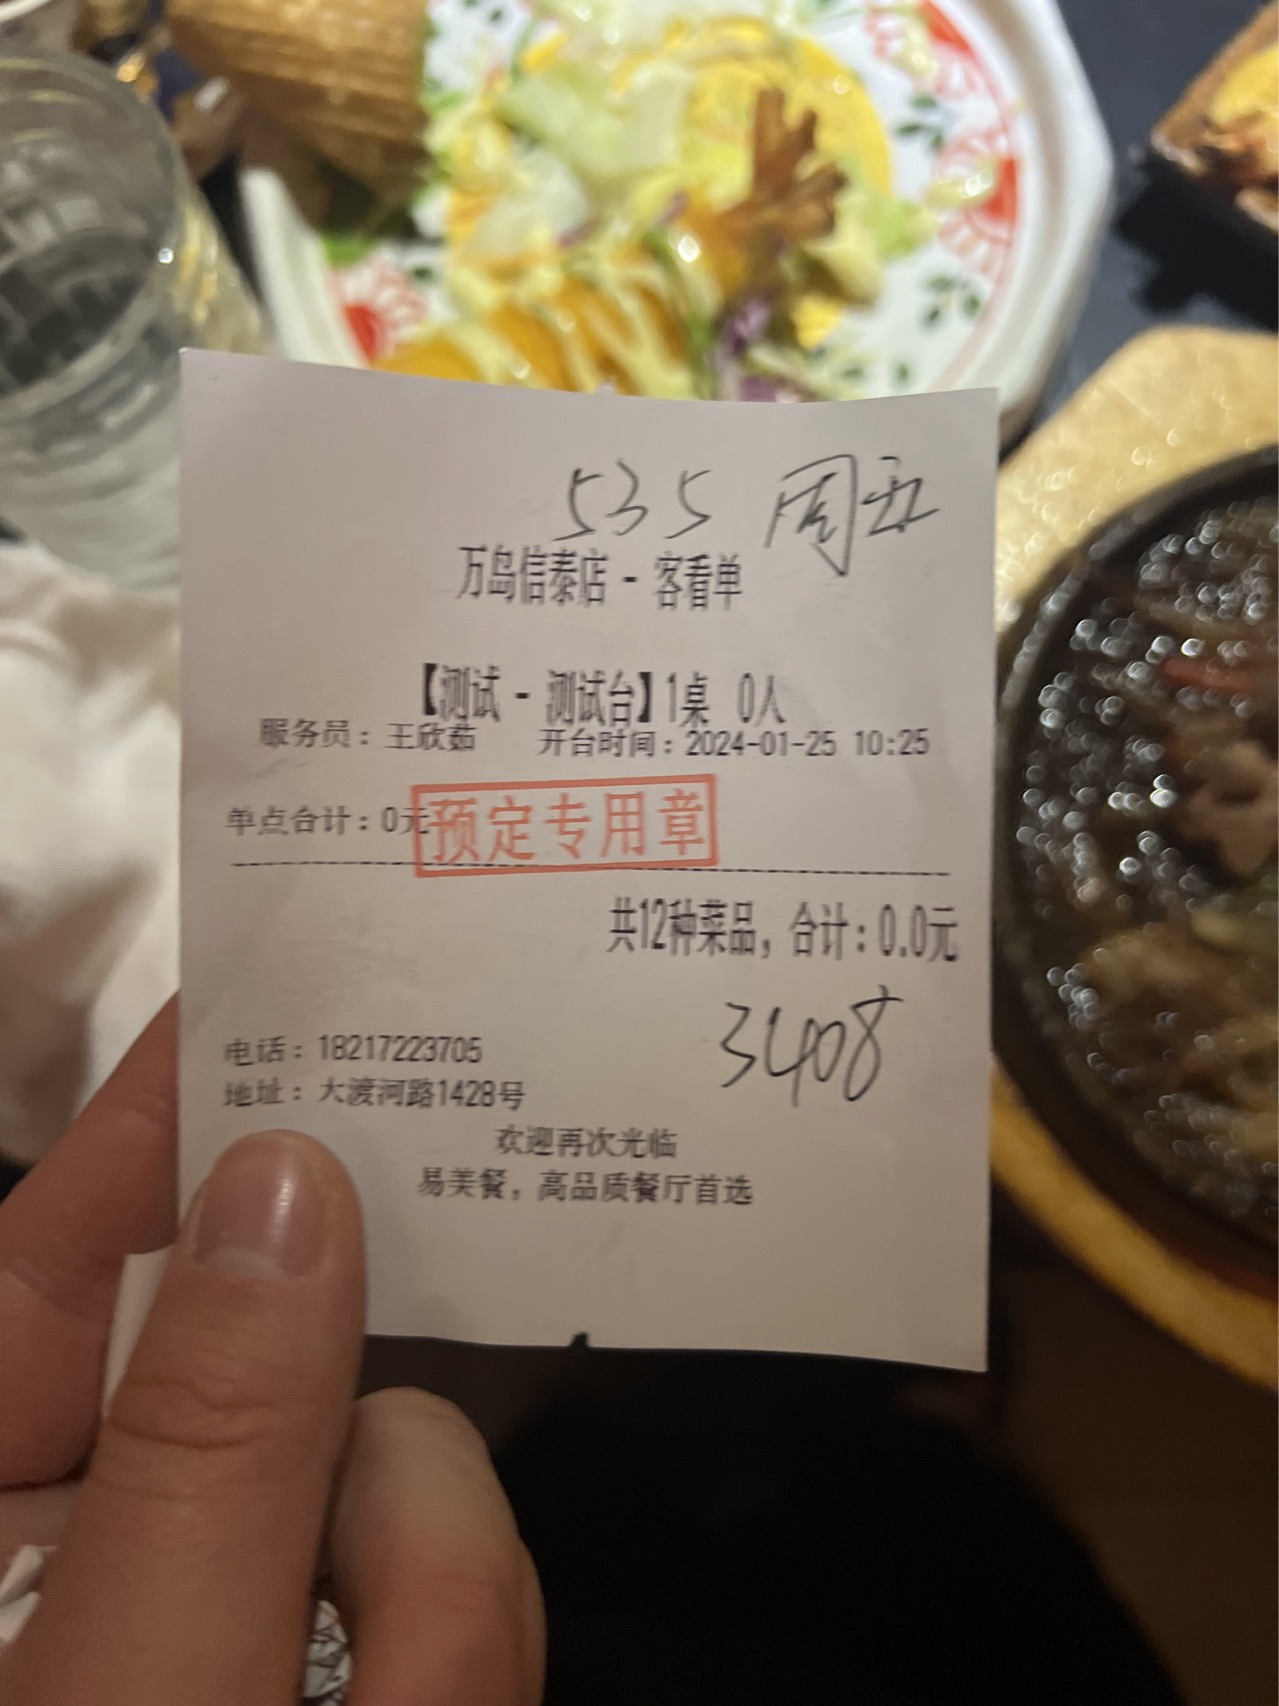 535 周五
万岛信泰店 - 客看单
【测试 - 测试台】1桌 0人
服务员：王欣茹 开台时间：2024-01-25 10:25
单点合计：0元
预定专用章
共12种菜品，合计：0.0元
3408
电话：18217223705
地址：大渡河路1428号
欢迎再次光临
易美餐，高品质餐厅首选